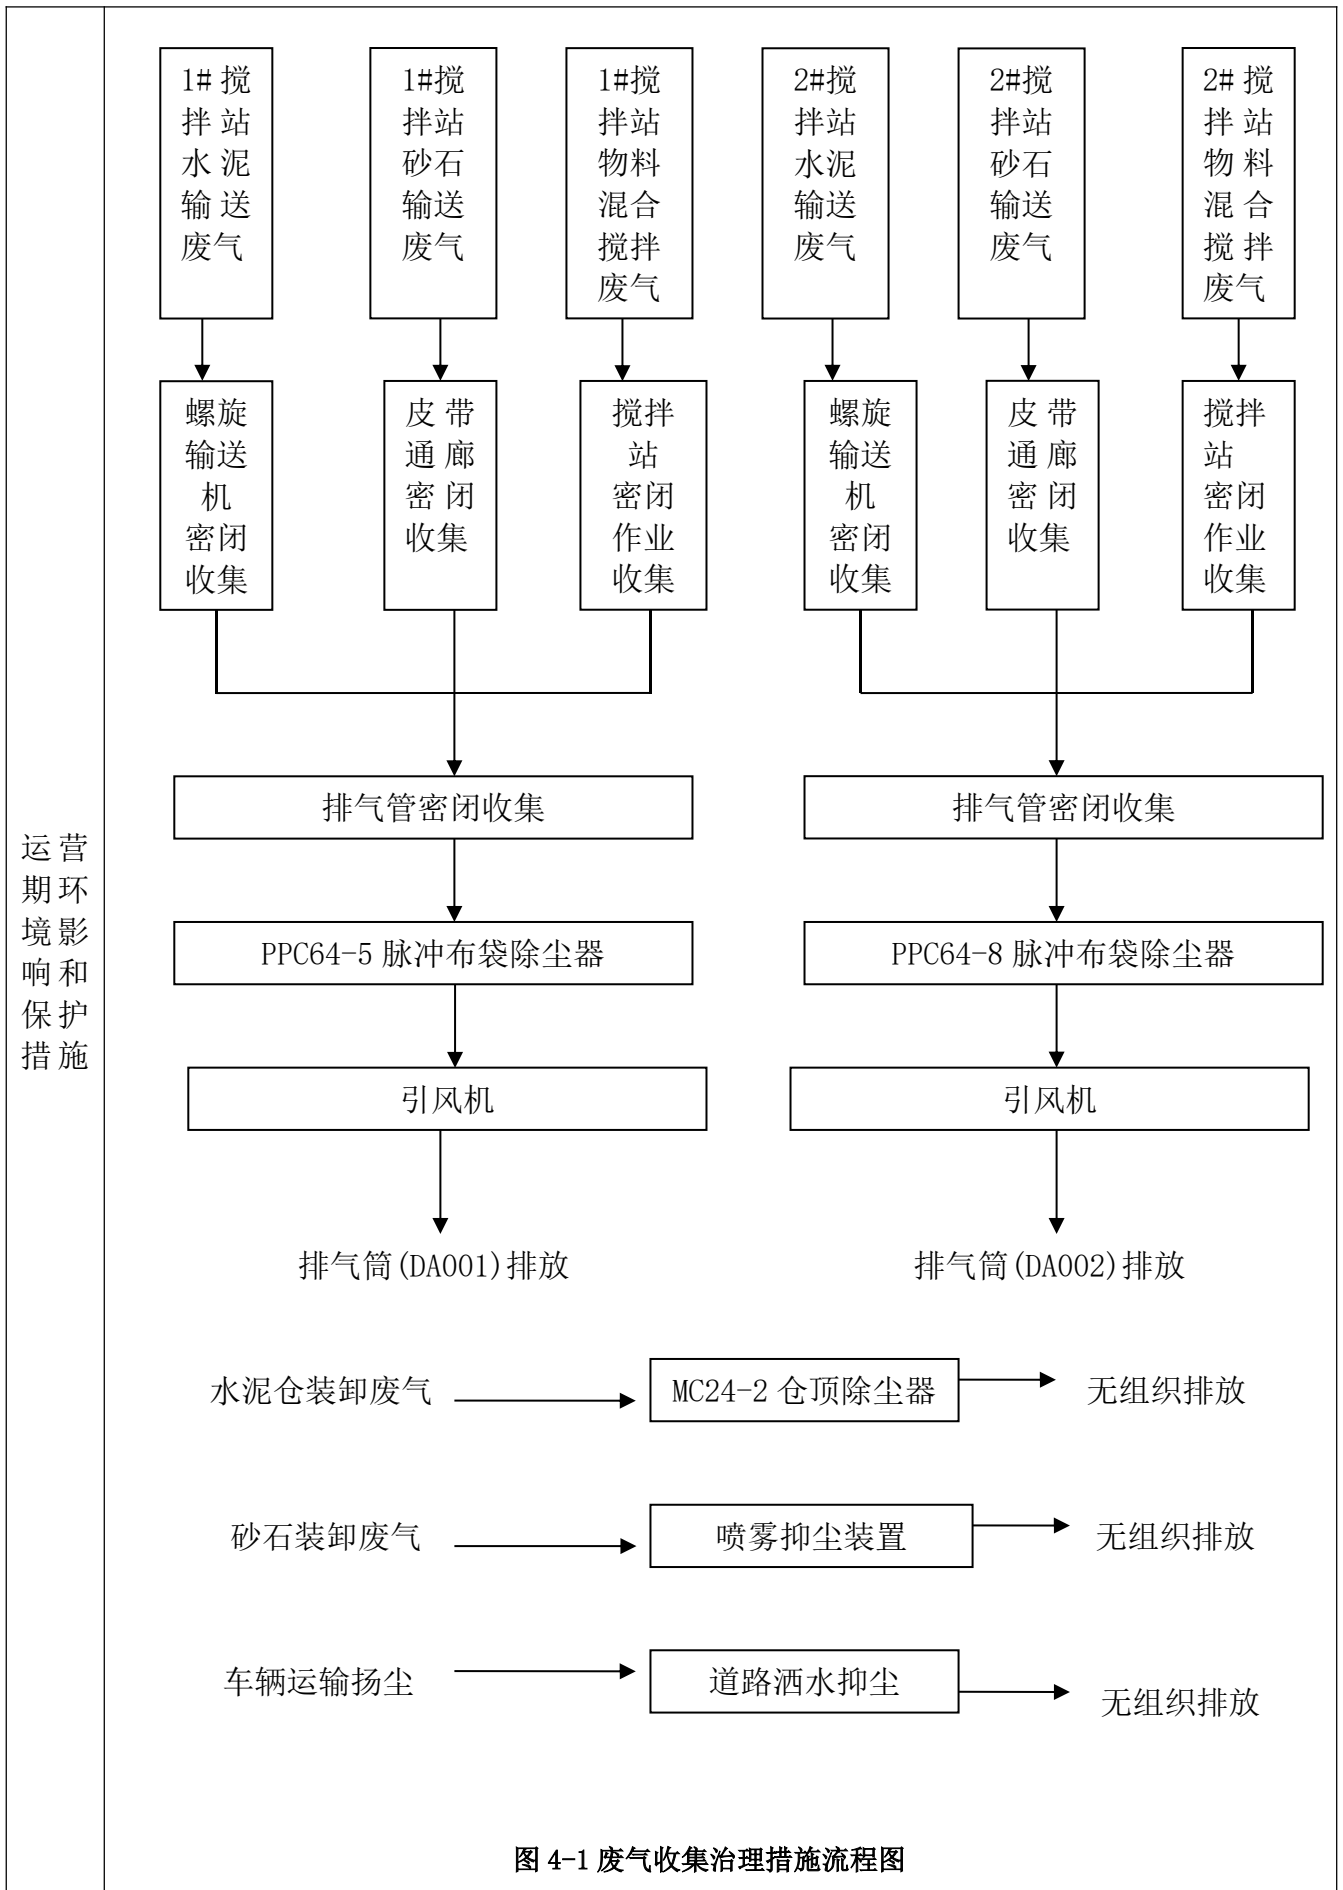 1#搅
拌站
水泥
输送
废气
1#搅
拌站
砂石
输送
废气
1#搅
拌站
物料
混合
搅拌
废气
2#搅
拌站
水泥
输送
废气
2#搅
拌站
砂石
输送
废气
2#搅
拌站
物料
混合
搅拌
废气
螺旋
输送
机
密闭
收集
皮带
通廊
密闭
收集
搅拌
站
密闭
作业
收集
螺旋
输送
机
密闭
收集
皮带
通廊
密闭
收集
搅拌
站
密闭
作业
收集
排气管密闭收集
排气管密闭收集
运营
期环
境影
响和
保护
措施
PPC64-5 脉冲布袋除尘器
PPC64-8 脉冲布袋除尘器
引风机
引风机
排气筒(DA001)排放
排气筒(DA002)排放
水泥仓装卸废气
MC24-2 仓顶除尘器
无组织排放
砂石装卸废气
喷雾抑尘装置
无组织排放
车辆运输扬尘
道路洒水抑尘
无组织排放
图 4-1 废气收集治理措施流程图